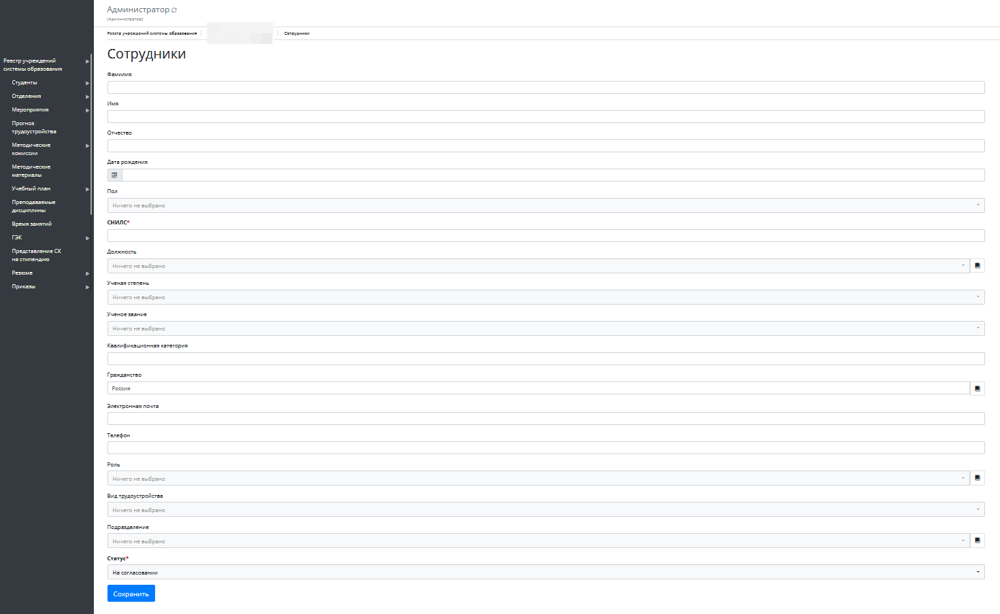 Администратор
(Администратор)
Реестр учреждений системы образования
Сотрудники
Реестр учреждений
системы образования
Студенты
Отделения
Мероприятия
Прогноз
трудоустройства
Методические
комиссии
Методические
материалы
Учебный план
Преподаваемые
дисциплины
Время занятий
ГЭК
Представление СК
на стипендию
Резюме
Приказы
Сотрудники
Фамилия
Имя
Отчество
Дата рождения
Пол
Ничего не выбрано
СНИЛС*
Должность
Ничего не выбрано
Ученая степень
Ничего не выбрано
Ученое звание
Ничего не выбрано
Квалификационная категория
Гражданство
Россия
Электронная почта
Телефон
Роль
Ничего не выбрано
Вид трудоустройства
Ничего не выбрано
Подразделение
Ничего не выбрано
Статус*
На согласовании
Сохранить